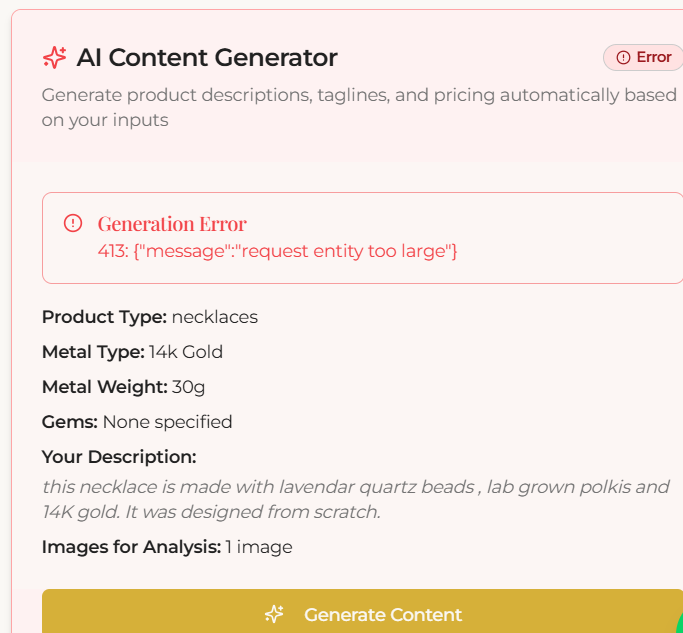 AI Content Generator
Error
Generate product descriptions, taglines, and pricing automatically based
on your inputs
Generation Error
413: {"message":"request entity too large"}
Product Type: necklaces
Metal Type: 14k Gold
Metal Weight: 30g
Gems: None specified
Your Description:
this necklace is made with lavendar quartz beads , lab grown polkis and
14K gold. It was designed from scratch.
Images for Analysis: 1 image
Generate Content